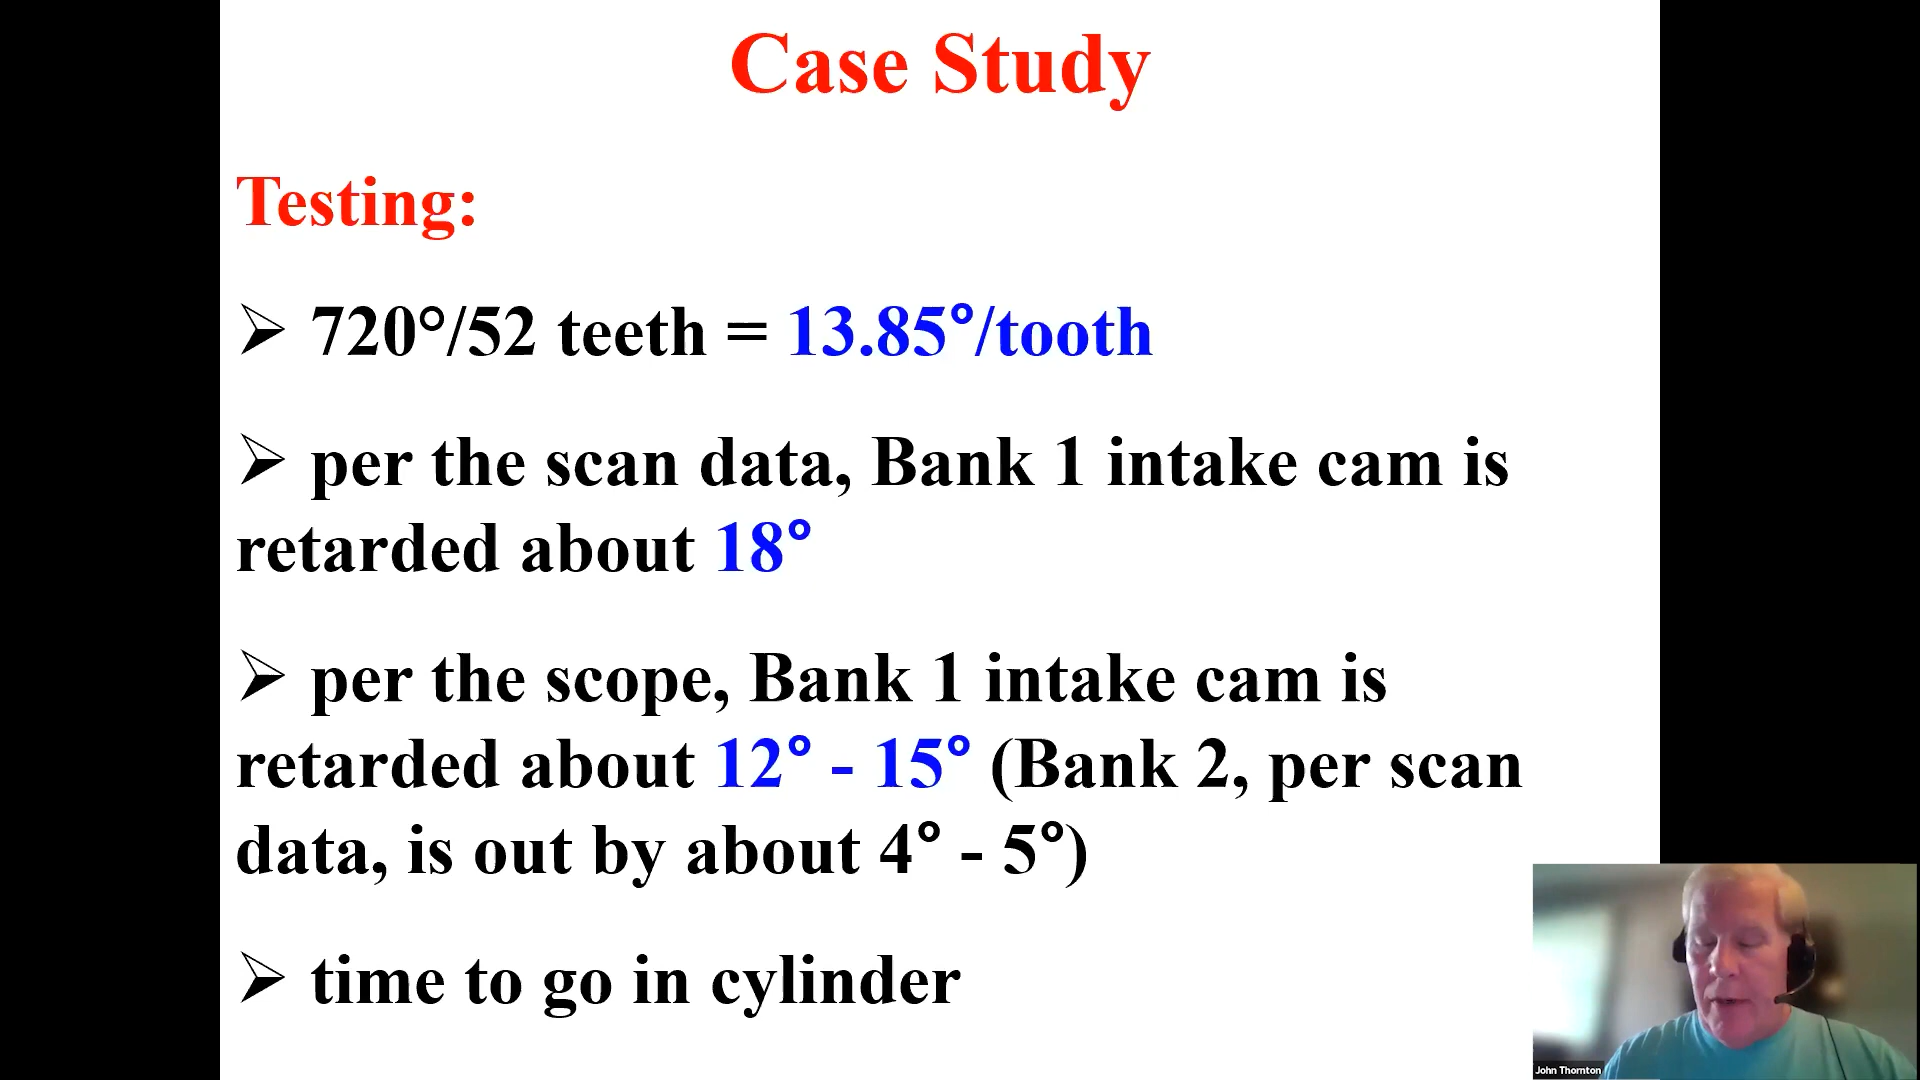 Case Study
Testing:
➢ 720°/52 teeth = 13.85°/tooth
➢ per the scan data, Bank 1 intake cam is
retarded about 18°
➢ per the scope, Bank 1 intake cam is
retarded about 12° - 15° (Bank 2, per scan
data, is out by about 4° - 5°)
➢ time to go in cylinder
John Thornton